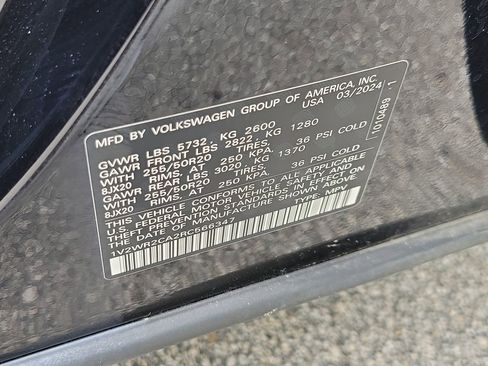 MFD BY VOLKSWAGEN GROUP OF AMERICA, INC.
USA 03/2024
GVWR LBS 5732, KG 2600
GAWR FRONT LBS 2822, KG 1280
WITH 255/50R20 TIRES,
8JX20 RIMS, AT 250 KPA. 36 PSI COLD
GAWR REAR LBS 3020, KG 1370
WITH 255/50R20 TIRES,
8JX20 RIMS, AT 250 KPA. 36 PSI COLD
THIS VEHICLE CONFORMS TO ALL APPLICABLE
U.S. FEDERAL MOTOR VEHICLE SAFETY, BUMPER AND
THEFT PREVENTION STANDARDS IN EFFECT ON THE
DATE OF MANUFACTURE SHOWN ABOVE.
1V2WR2CA2RC566347 TYPE: MPV
1010489 1